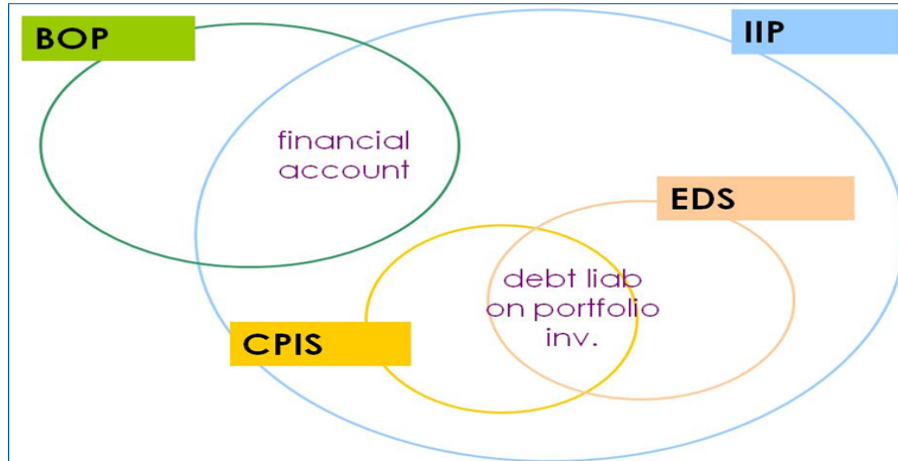 BOP
IIP
financial
account
EDS
debt liab
on portfolio
inv.
CPIS